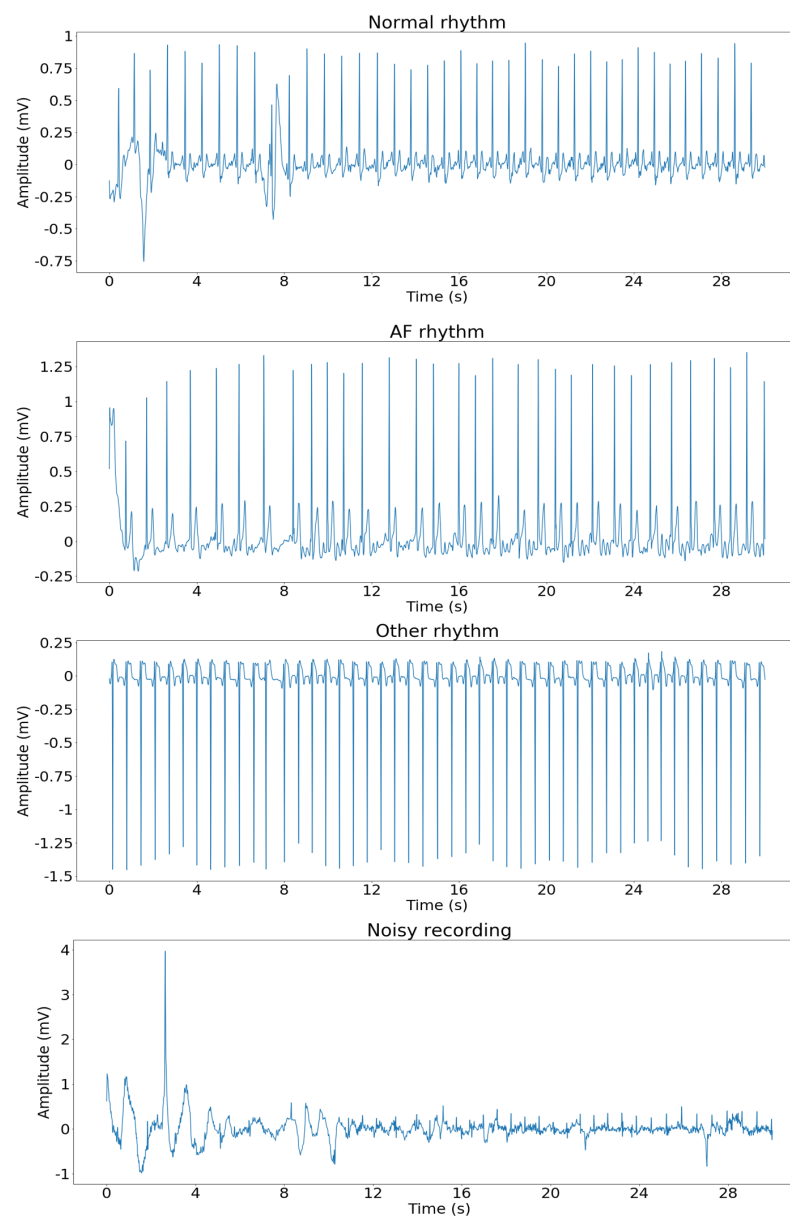 Normal rhythm
1
0.75
0.5
0.25
0
-0.25
-0.5
-0.75
Amplitude (mV)
0 4 8 12 16 20 24 28
Time (s)
AF rhythm
1.25
1
0.75
0.5
0.25
0
-0.25
Amplitude (mV)
0 4 8 12 16 20 24 28
Time (s)
Other rhythm
0.25
0
-0.25
-0.5
-0.75
-1
-1.25
-1.5
Amplitude (mV)
0 4 8 12 16 20 24 28
Time (s)
Noisy recording
4
3
2
1
0
-1
Amplitude (mV)
0 4 8 12 16 20 24 28
Time (s)